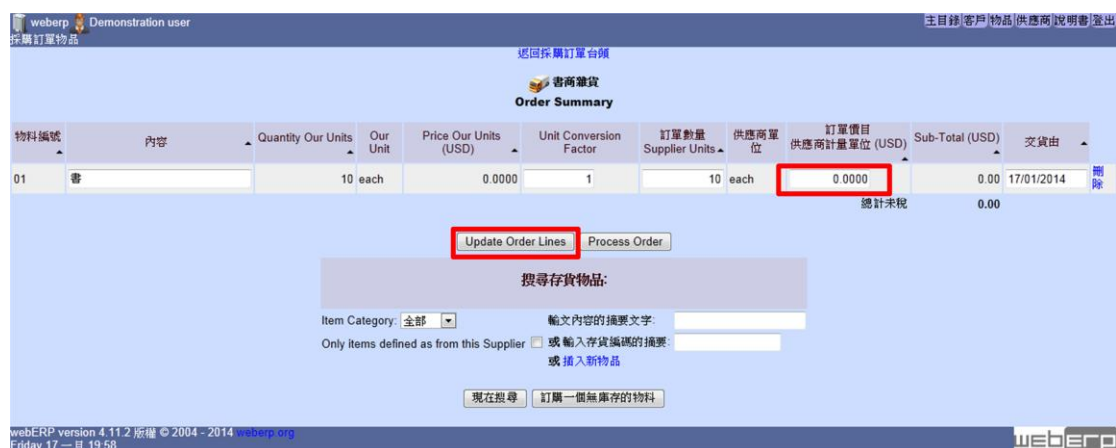 weberp Demonstration user
主目錄 客戶 物品 供應商 說明書 登出
採購訂單物品
返回採購訂單台頭
書商雜貨
Order Summary
物料編號 內容 Quantity Our Units Our Unit Price Our Units (USD) Unit Conversion Factor 訂單數量 Supplier Units 供應商單位 訂單價目 供應商計量單位 (USD) Sub-Total (USD) 交貨由
01 書 10 each 0.0000 1 10 each 0.0000 0.00 17/01/2014 刪除
總計未稅 0.00
Update Order Lines Process Order
搜尋存貨物品:
Item Category: 全部 輸文內容的摘要文字:
Only items defined as from this Supplier 或 輸入存貨編碼的摘要:
或 插入新物品
現在搜尋 訂購一個無庫存的物料
webERP version 4.11.2 版權 © 2004 - 2014 weberp.org
Friday 17 一月 19:58
webERP